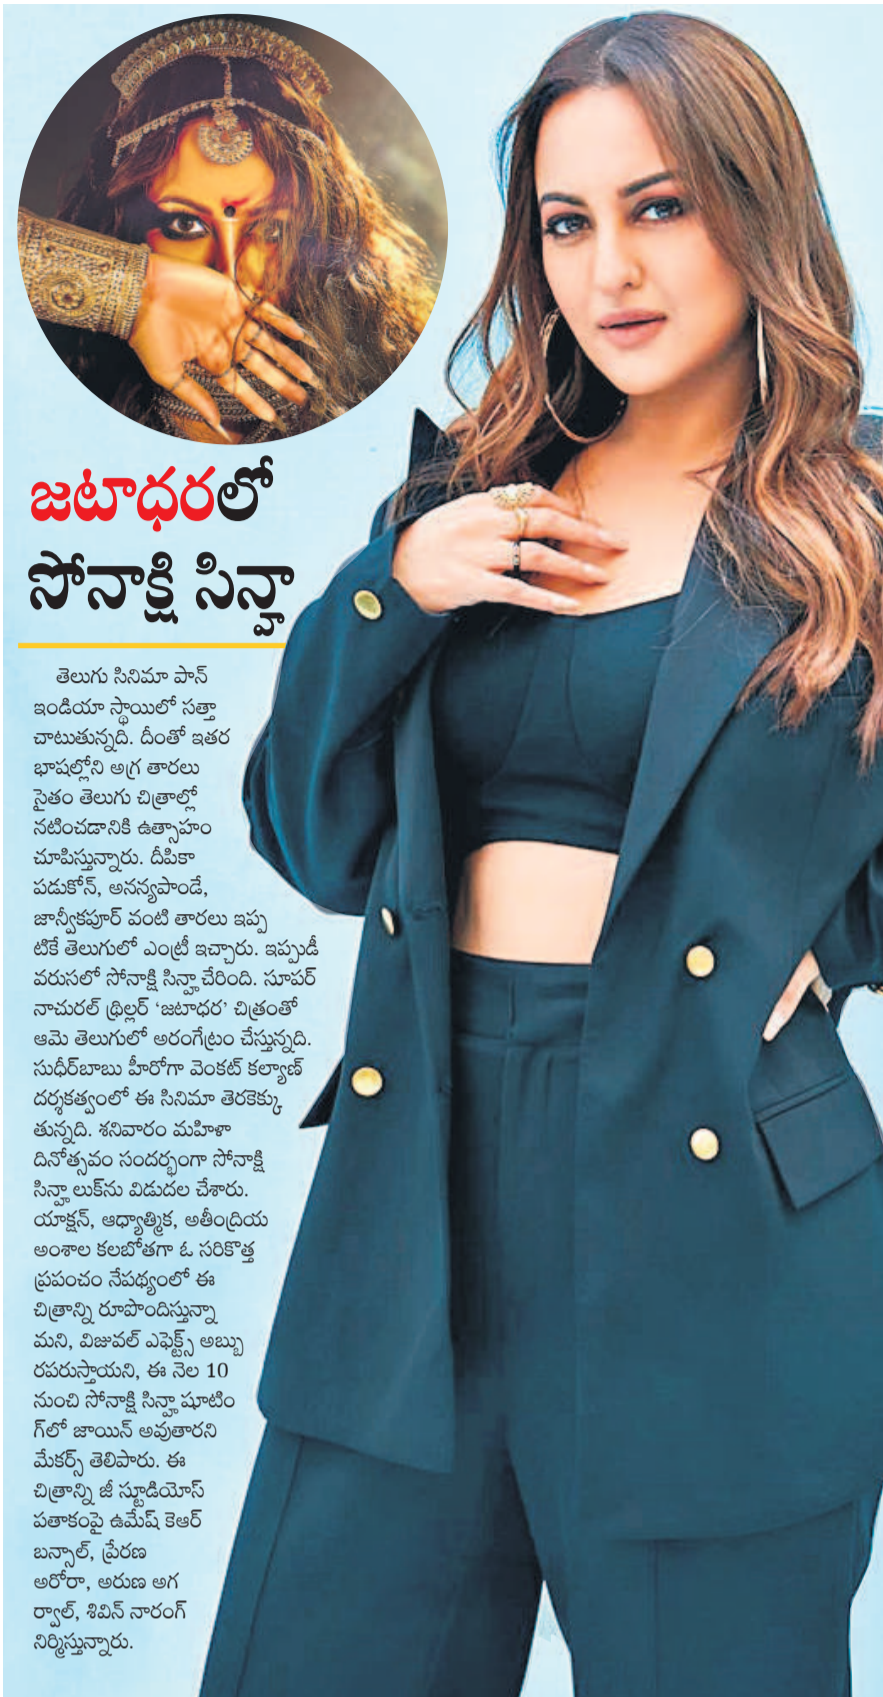 జటాధరలో
సోనాక్షి సిన్హా
తెలుగు సినిమా పాన్
ఇండియా స్థాయిలో సత్తా
చాటుతున్నది. దీంతో ఇతర
భాషల్లోని అగ్ర తారలు
సైతం తెలుగు చిత్రాల్లో
నటించడానికి ఉత్సాహం
చూపిస్తున్నారు. దీపికా
పడుకోన్, అనన్యపాండే,
జాన్వీకపూర్ వంటి తారలు ఇప్ప
టికే తెలుగులో ఎంట్రీ ఇచ్చారు. ఇప్పుడీ
వరుసలో సోనాక్షి సిన్హా చేరింది. సూపర్
నాచురల్ థ్రిల్లర్ ‘జటాధర’ చిత్రంతో
ఆమె తెలుగులో అరంగేట్రం చేస్తున్నది.
సుధీర్‌బాబు హీరోగా వెంకట్ కల్యాణ్
దర్శకత్వంలో ఈ సినిమా తెరకెక్కు
తున్నది. శనివారం మహిళా
దినోత్సవం సందర్భంగా సోనాక్షి
సిన్హా లుక్‌ను విడుదల చేశారు.
యాక్షన్, ఆధ్యాత్మిక, అతీంద్రియ
అంశాల కలబోతగా ఓ సరికొత్త
ప్రపంచం నేపథ్యంలో ఈ
చిత్రాన్ని రూపొందిస్తున్నా
మని, విజువల్ ఎఫెక్ట్స్ అబ్బు
రపరుస్తాయని, ఈ నెల 10
నుంచి సోనాక్షి సిన్హా షూటిం
గ్‌లో జాయిన్ అవుతారని
మేకర్స్ తెలిపారు. ఈ
చిత్రాన్ని జీ స్టూడియోస్
పతాకంపై ఉమేష్ కెఆర్
బన్సాల్, ప్రేరణ
అరోరా, అరుణ అగ
ర్వాల్, శివిన్ నారంగ్
నిర్మిస్తున్నారు.